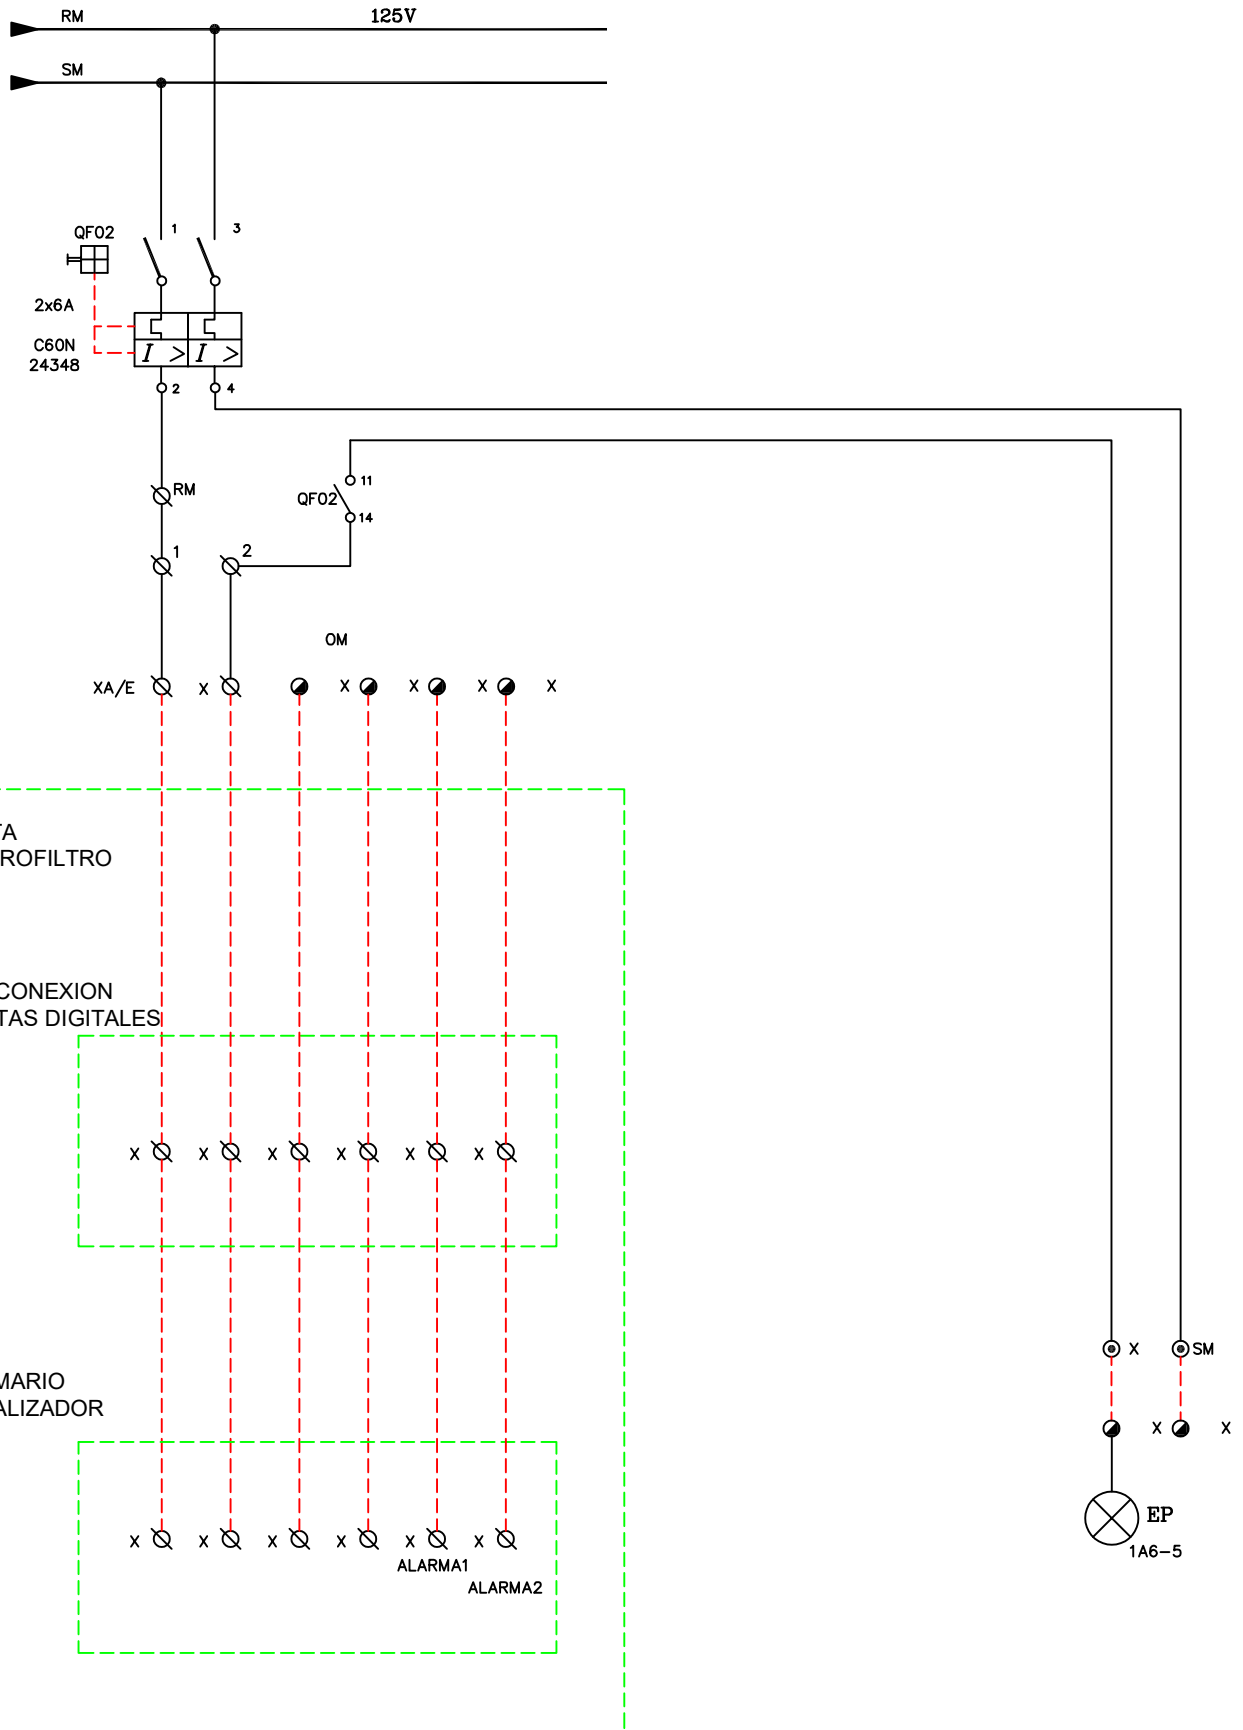 RM 125V
SM
1 3
QF02
2x6A
C60N
24348
I > I >
2 4
RM
11
QF02
14
1 2
OM
XA/E X X X X X
TA
ROFILTRO
CONEXION
TAS DIGITALES
X X X X X X
X SM
MARIO
ALIZADOR
X X
EP
1A6-5
X X X X X X
ALARMA1
ALARMA2